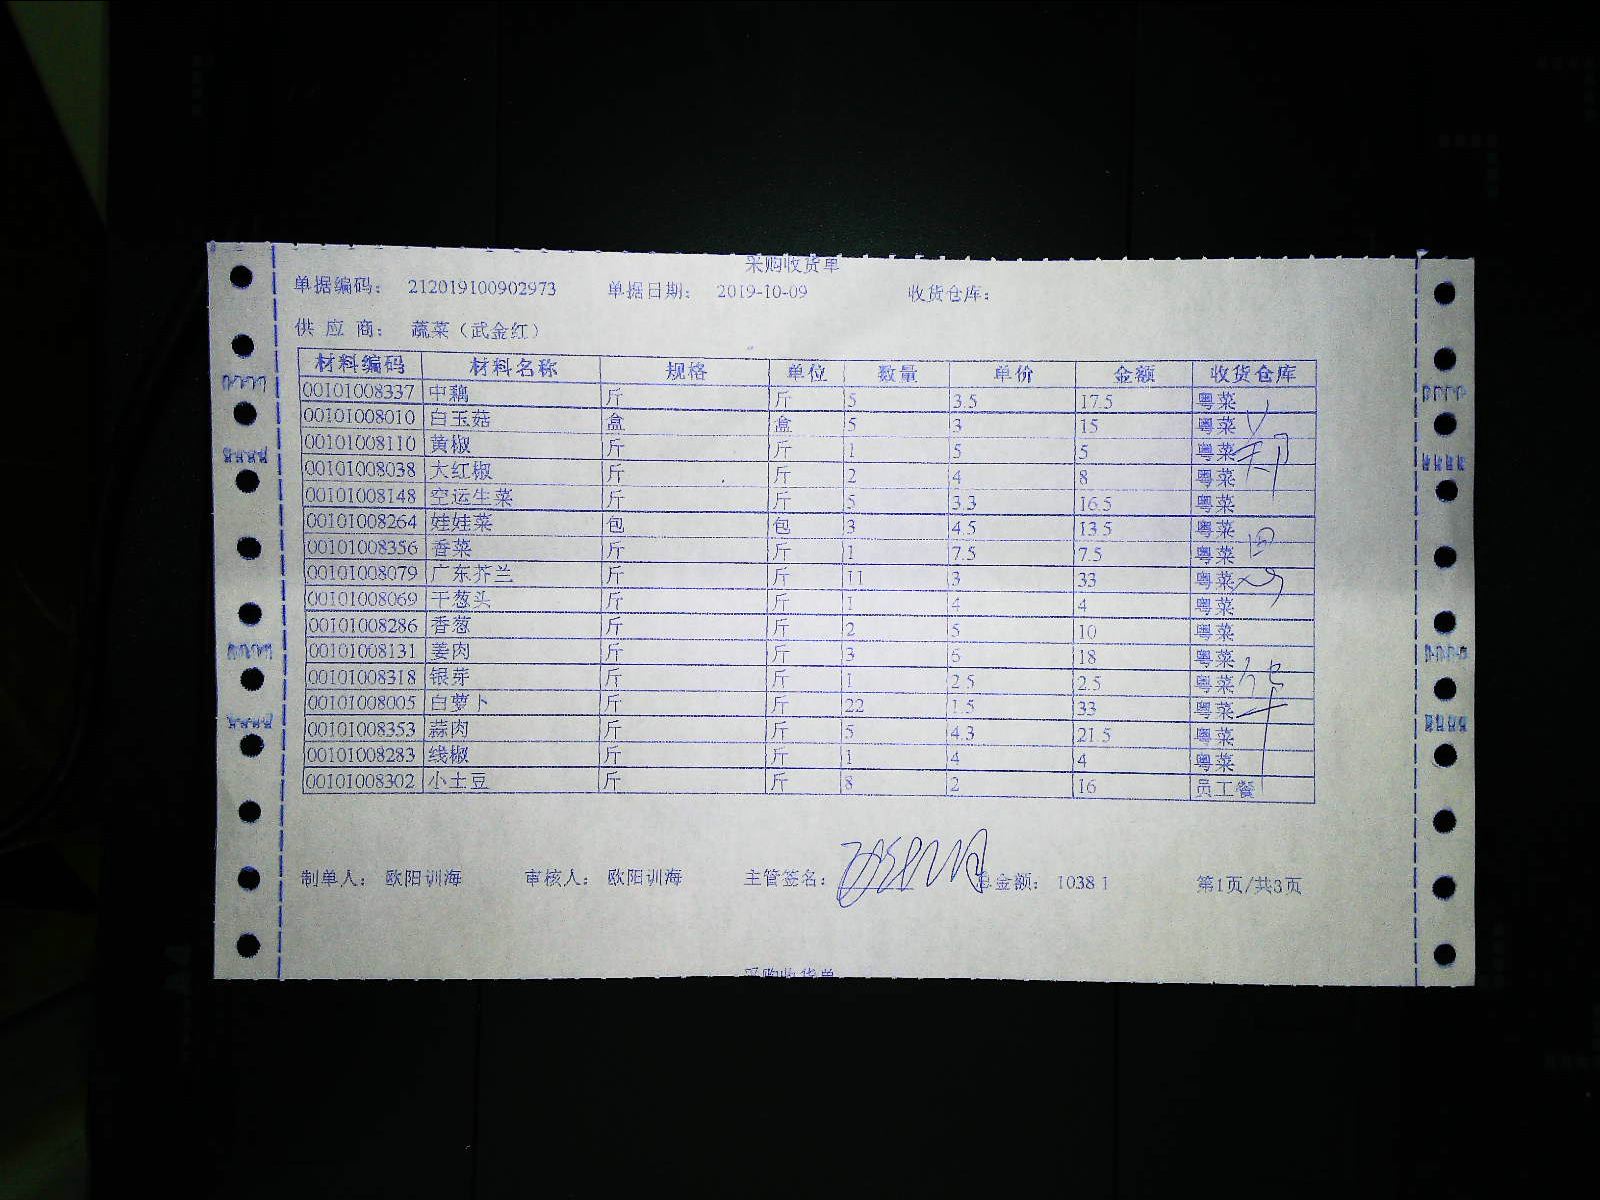 采购收货单
单据编码： 212019100902973 单据日期： 2019-10-09 收货仓库：
供 应 商： 蔬菜（武金红）
材料编码 材料名称 规格 单位 数量 单价 金额 收货仓库
00101008337 中藕 斤 斤 5 3.5 17.5 粤菜
00101008010 白玉菇 盒 盒 5 3 15 粤菜
00101008110 黄椒 斤 斤 1 5 5 粤菜
00101008038 大红椒 斤 斤 2 4 8 粤菜
00101008148 空运生菜 斤 斤 5 3.3 16.5 粤菜
00101008264 娃娃菜 包 包 3 4.5 13.5 粤菜
00101008356 香菜 斤 斤 1 7.5 7.5 粤菜
00101008079 广东芥兰 斤 斤 11 3 33 粤菜
00101008069 干葱头 斤 斤 1 4 4 粤菜
00101008286 香葱 斤 斤 2 5 10 粤菜
00101008131 姜肉 斤 斤 3 6 18 粤菜
00101008318 银芽 斤 斤 1 2.5 2.5 粤菜
00101008005 白萝卜 斤 斤 22 1.5 33 粤菜
00101008353 蒜肉 斤 斤 5 4.3 21.5 粤菜
00101008283 线椒 斤 斤 1 4 4 粤菜
00101008302 小土豆 斤 斤 8 2 16 员工餐
制单人： 欧阳训海 审核人： 欧阳训海 主管签名： 总金额： 1038.1 第1页/共3页
采购收货单